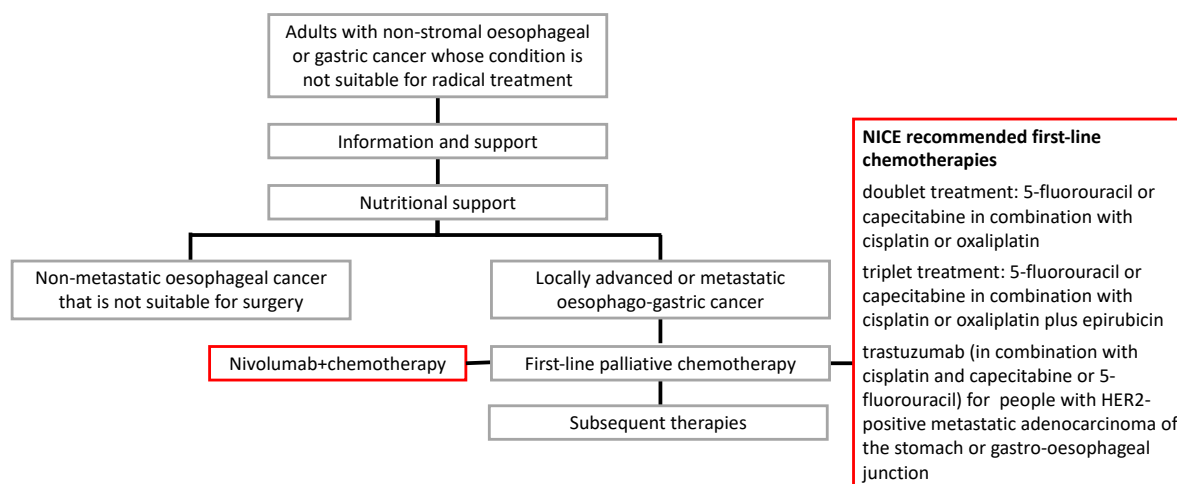 Adults with non-stromal oesophageal
or gastric cancer whose condition is
not suitable for radical treatment
Information and support
Nutritional support
Non-metastatic oesophageal cancer
that is not suitable for surgery
Locally advanced or metastatic
oesophago-gastric cancer
Nivolumab+chemotherapy
First-line palliative chemotherapy
Subsequent therapies
NICE recommended first-line
chemotherapies
doublet treatment: 5-fluorouracil or
capecitabine in combination with
cisplatin or oxaliplatin
triplet treatment: 5-fluorouracil or
capecitabine in combination with
cisplatin or oxaliplatin plus epirubicin
trastuzumab (in combination with
cisplatin and capecitabine or 5-
fluorouracil) for people with HER2-
positive metastatic adenocarcinoma of
the stomach or gastro-oesophageal
junction